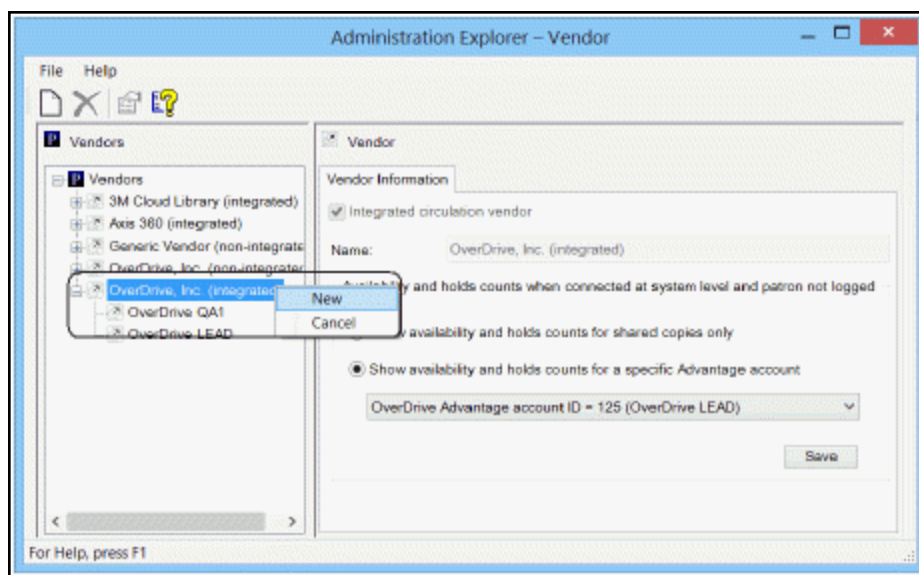 Administration Explorer – Vendor
File Help
Vendors
Vendors
3M Cloud Library (integrated)
Axis 360 (integrated)
Generic Vendor (non-integrate
OverDrive, Inc. (non-integrated
OverDrive, Inc. (integrated
OverDrive QA1
OverDrive LEAD
New
Cancel
Vendor
Vendor Information
Integrated circulation vendor
Name: OverDrive, Inc. (integrated)
Availability and holds counts when connected at system level and patron not logged
availability and holds counts for shared copies only
Show availability and holds counts for a specific Advantage account
OverDrive Advantage account ID = 125 (OverDrive LEAD)
Save
For Help, press F1